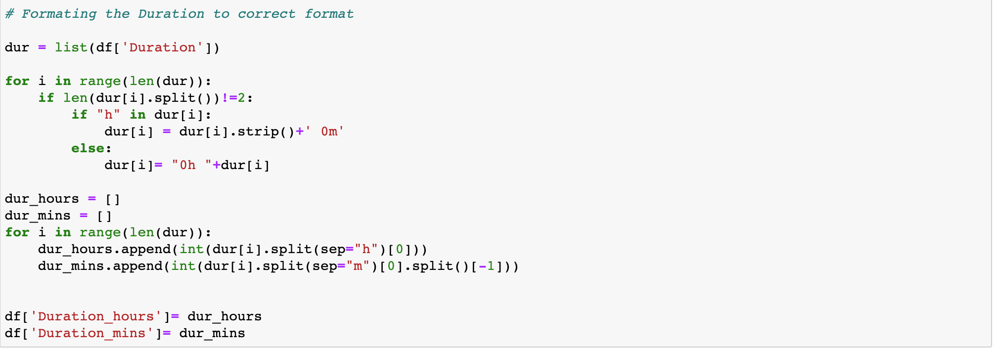 # Formating the Duration to correct format
dur = list(df['Duration'])
for i in range(len(dur)):
    if len(dur[i].split())!=2:
        if "h" in dur[i]:
            dur[i] = dur[i].strip()+' 0m'
        else:
            dur[i]= "0h "+dur[i]
dur_hours = []
dur_mins = []
for i in range(len(dur)):
    dur_hours.append(int(dur[i].split(sep="h")[0]))
    dur_mins.append(int(dur[i].split(sep="m")[0].split()[-1]))
df['Duration_hours']= dur_hours
df['Duration_mins']= dur_mins